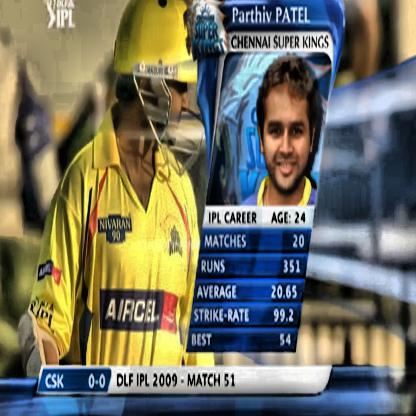 DLF
IPL
Parthiv PATEL
CHENNAI SUPER KINGS
IPL CAREER AGE: 24
MATCHES 20
RUNS 351
AVERAGE 20.65
STRIKE-RATE 99.2
BEST 54
NIVARAN
90
AIRCEL
CSK 0-0 DLF IPL 2009 - MATCH 51